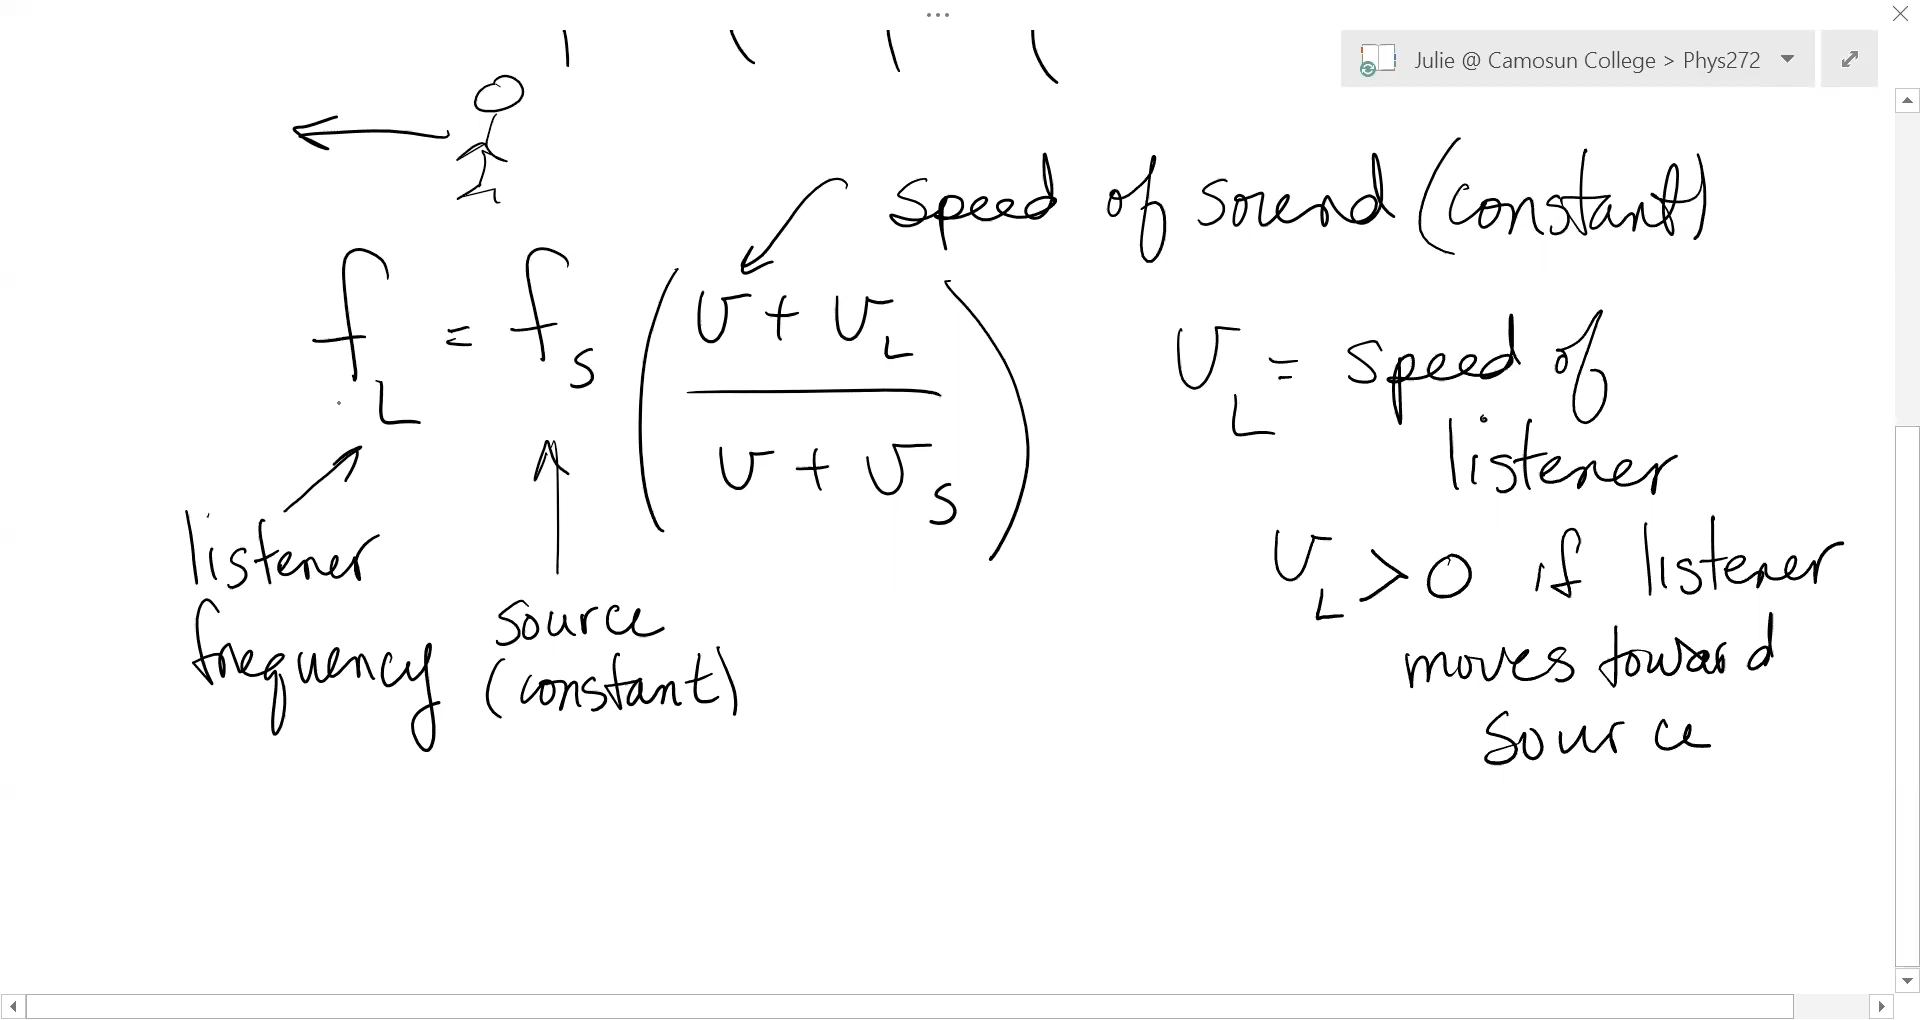 Julie @ Camosun College > Phys272
speed of sound (constant)
f_L = f_s ( (v + v_L) / (v + v_s) )
v_L = speed of
listener
v_L > 0 if listener
moves toward
source
listener
frequency
source
(constant)